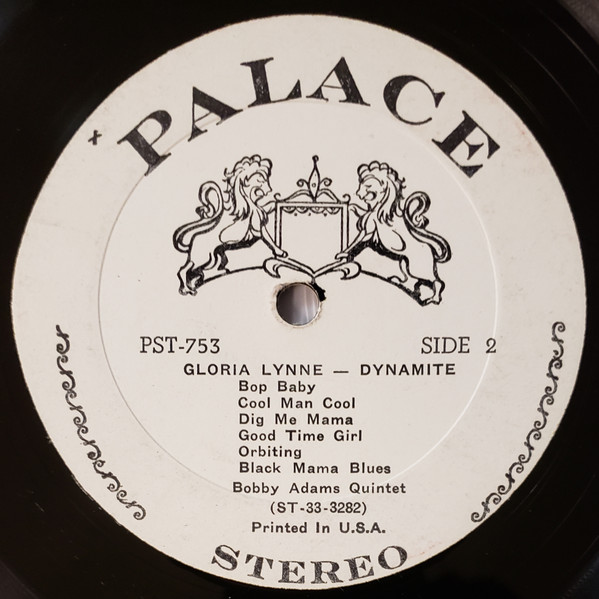 PALACE
PST-753 SIDE 2
GLORIA LYNNE — DYNAMITE
Bop Baby
Cool Man Cool
Dig Me Mama
Good Time Girl
Orbiting
Black Mama Blues
Bobby Adams Quintet
(ST-33-3282)
Printed In U.S.A.
STEREO